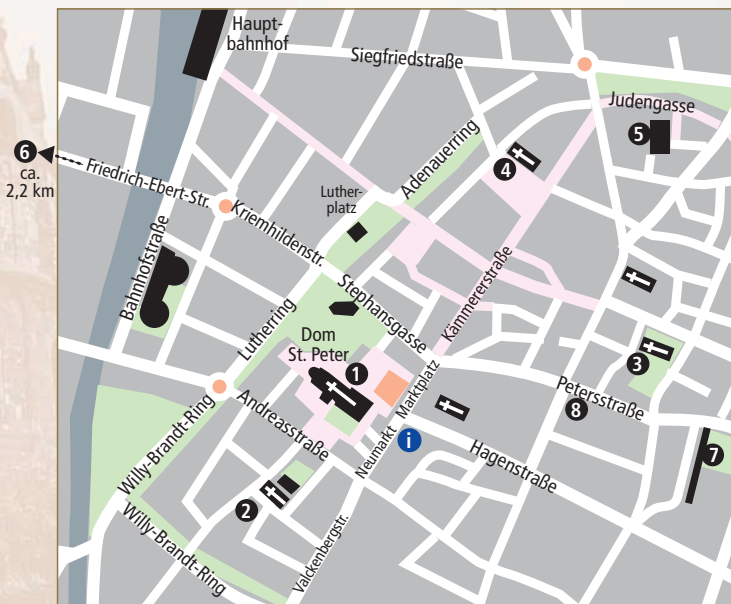 Haupt-
bahnhof
Siegfriedstraße
Judengasse
5
6
ca.
2,2 km
Friedrich-Ebert-Str.
Adenauerring
4
Luther-
platz
Kriemhildenstr.
Bahnhofstraße
Stephansgasse
Kämmererstraße
Lutherring
Dom
St. Peter
1
3
Marktplatz
Petersstraße
8
Andreasstraße
Neumarkt
i
Hagenstraße
7
Willy-Brandt-Ring
2
Willy-Brandt-Ring
Valckenbergstr.